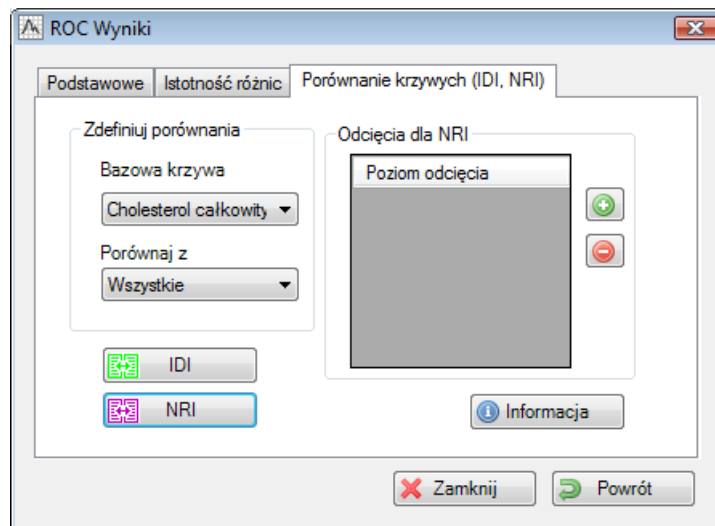 ROC Wyniki
Podstawowe
Istotność różnic
Porównanie krzywych (IDI, NRI)
Zdefiniuj porównania
Bazowa krzywa
Cholesterol całkowity
Porównaj z
Wszystkie
IDI
NRI
Odcięcia dla NRI
Poziom odcięcia
Informacja
Zamknij
Powrót